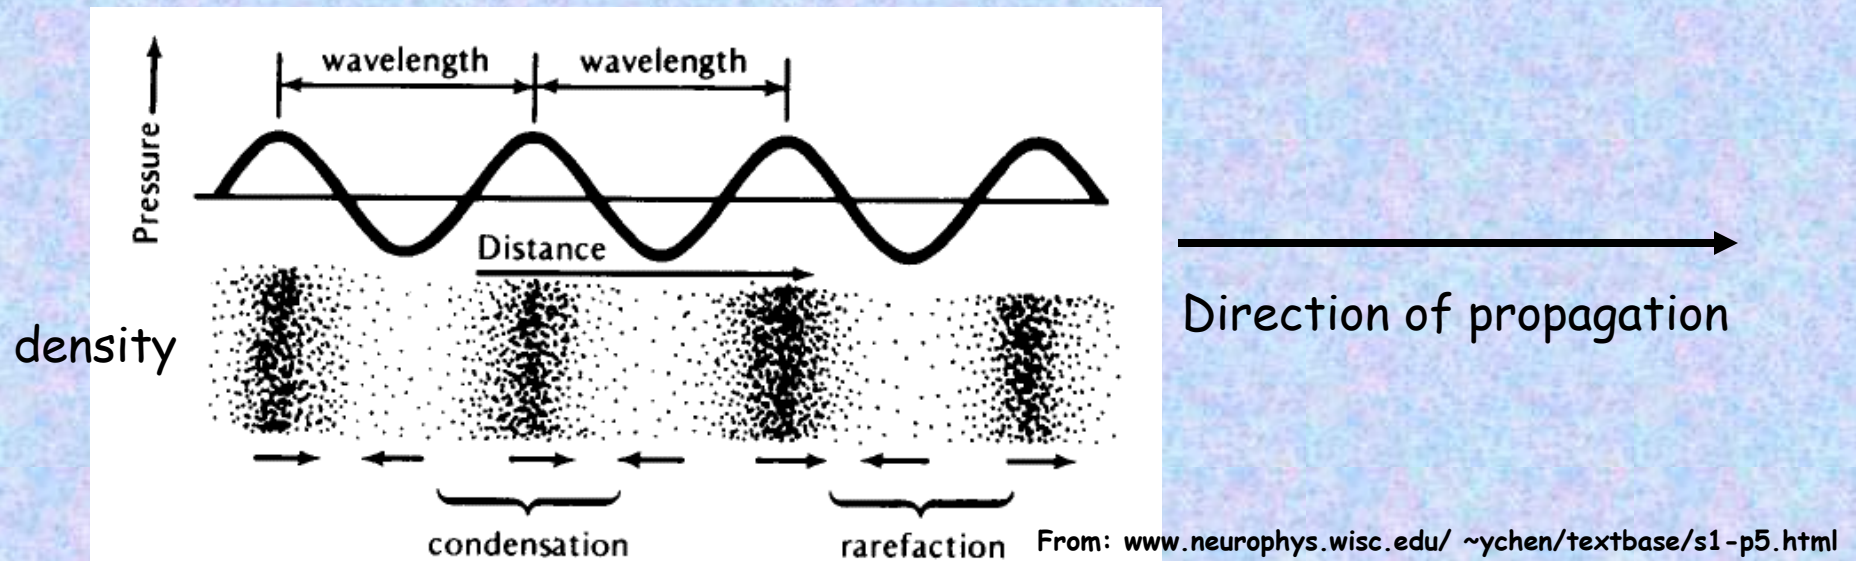 wavelength wavelength
Pressure
Distance
density
Direction of propagation
condensation
rarefaction
From: www.neurophys.wisc.edu/ ~ychen/textbase/s1-p5.html